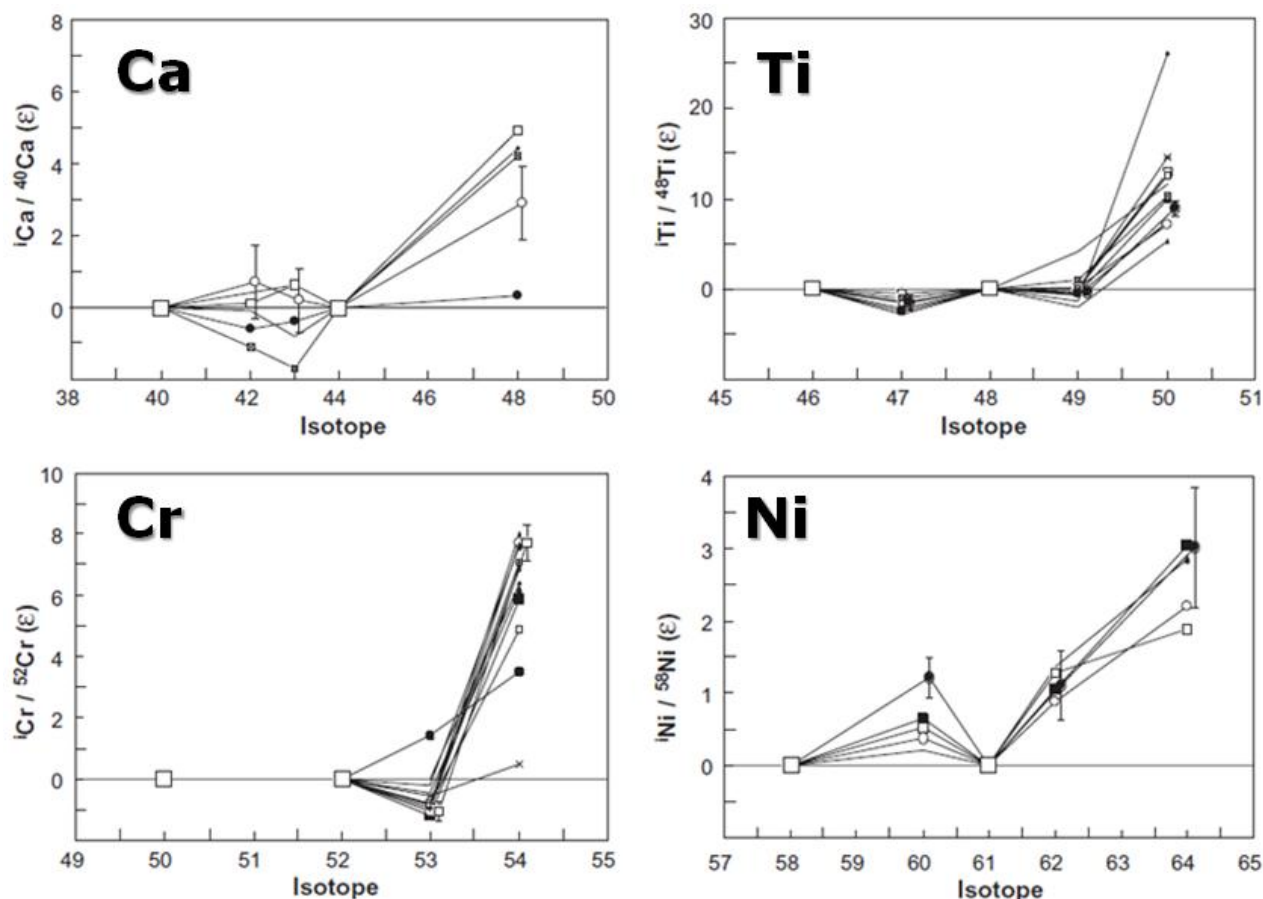 Ca
ⁱCa / ⁴⁰Ca (ε)
8
6
4
2
0
38 40 42 44 46 48 50
Isotope
Ti
ⁱTi / ⁴⁸Ti (ε)
30
20
10
0
45 46 47 48 49 50 51
Isotope
Cr
ⁱCr / ⁵²Cr (ε)
10
8
6
4
2
0
49 50 51 52 53 54 55
Isotope
Ni
ⁱNi / ⁵⁸Ni (ε)
4
3
2
1
0
57 58 59 60 61 62 63 64 65
Isotope